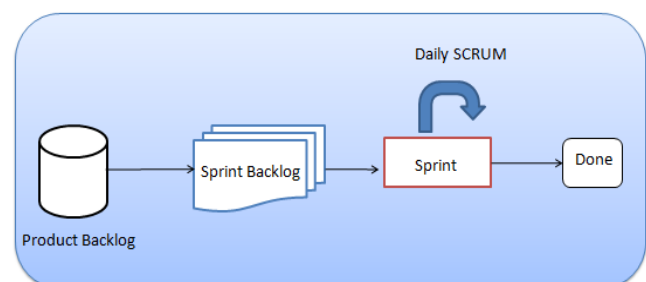 Daily SCRUM
Sprint Backlog
Sprint
Done
Product Backlog